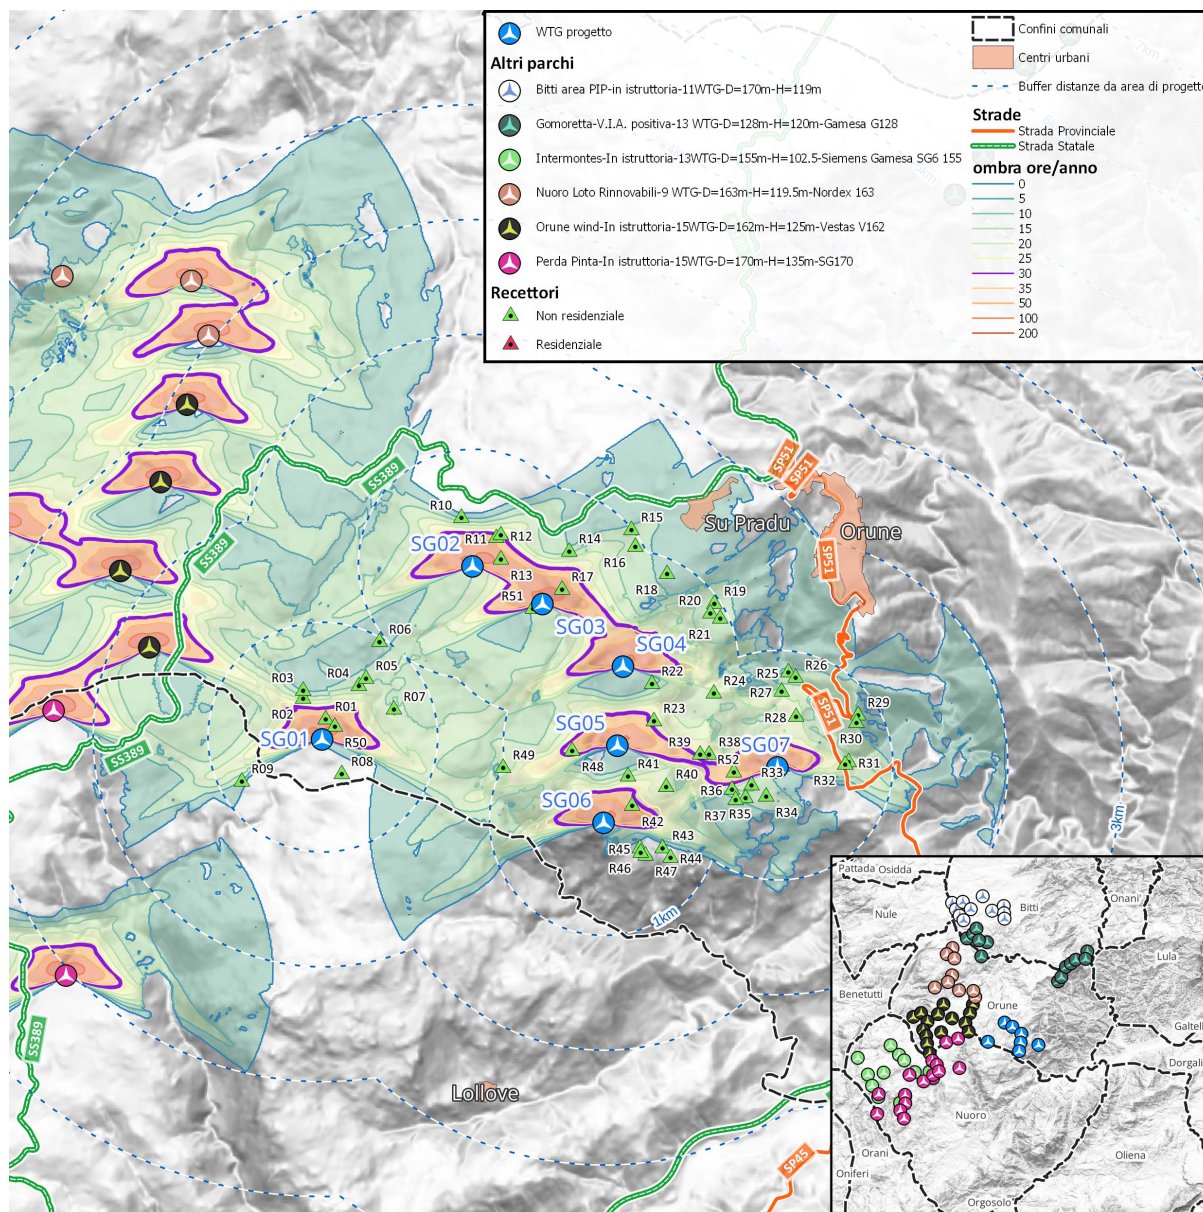 WTG progetto
Altri parchi
Bitti area PIP-in istruttoria-11WTG-D=170m-H=119m
Gomoretta-V.I.A. positiva-13 WTG-D=128m-H=120m-Gamesa G128
Intermontes-In istruttoria-13WTG-D=155m-H=102.5-Siemens Gamesa SG6 155
Nuoro Loto Rinnovabili-9 WTG-D=163m-H=119.5m-Nordex 163
Orune wind-In istruttoria-15WTG-D=162m-H=125m-Vestas V162
Perda Pinta-In istruttoria-15WTG-D=170m-H=135m-SG170
Recettori
Non residenziale
Residenziale
Confini comunali
Centri urbani
Buffer distanze da area di progetto
Strade
Strada Provinciale
Strada Statale
ombra ore/anno
0
5
10
15
20
25
30
35
50
100
200
SP51
SP51
SS389
Su Pradu
Orune
SP51
R10
R15
R11
R12
R14
SG02
R16
R13
R17
R18
R51
R20
R19
SG03
R21
SS389
R06
SG04
R04
R05
R22
R25
R26
R03
R24
R27
R07
R02
R01
SG05
R23
R28
SP51
R29
SG01
R50
R39
R38
SG07
R30
SS389
R49
R48
R41
R52
R31
R09
R08
R40
R33
R32
SG06
R36
R42
R37
R35
R34
R43
R45
R44
R46
R47
1km
3km
SS389
Lollove
SP45
Pattada
Osidda
Nule
Bitti
Onani'
Lula
Benetutti
Orune
Galtell
Dorgali
Nuoro
Orani
Oliena
Oniferi
Orgosolo